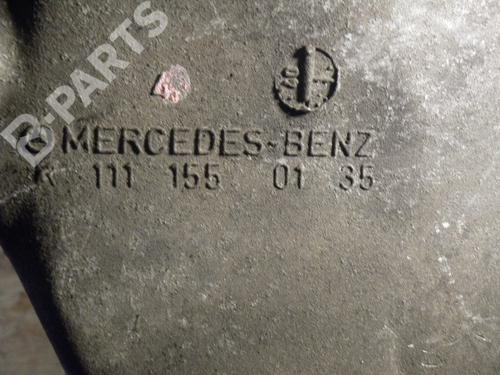 B-PARTS
MERCEDES-BENZ
R 111 155 01 35